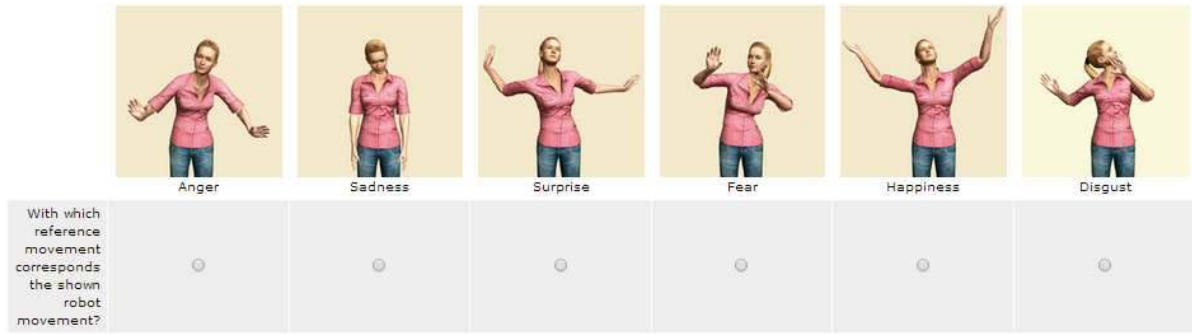 Anger Sadness Surprise Fear Happiness Disgust
With which
reference
movement
corresponds
the shown
robot
movement?